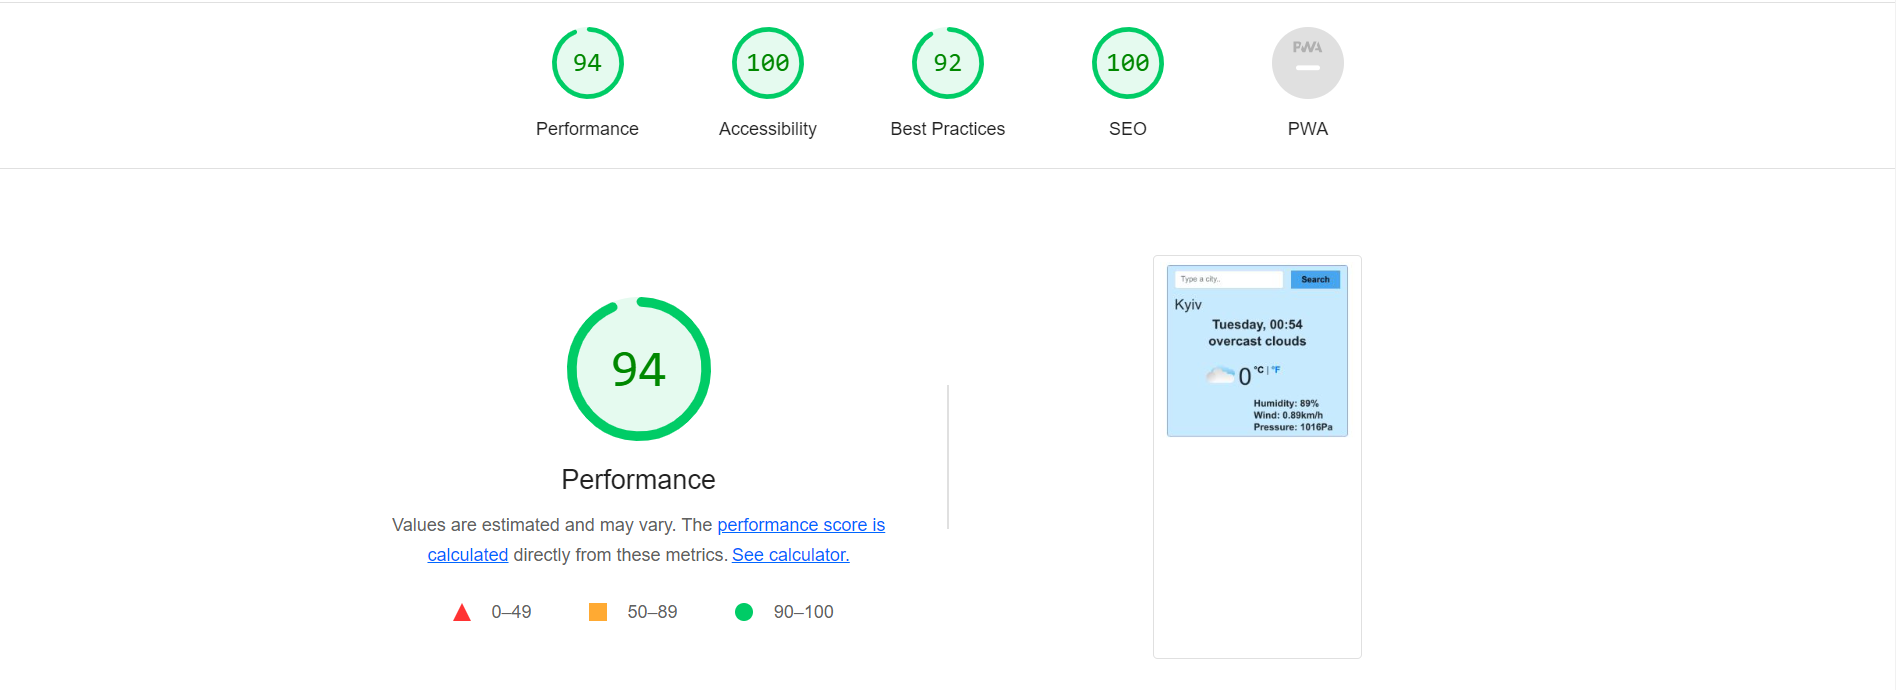 94
100
92
100
PWA
Performance
Accessibility
Best Practices
SEO
PWA
94
Performance
Values are estimated and may vary. The performance score is
calculated directly from these metrics. See calculator.
0–49
50–89
90–100
Type a city..
Search
Kyiv
Tuesday, 00:54
overcast clouds
0 °C | °F
Humidity: 89%
Wind: 0.89km/h
Pressure: 1016Pa